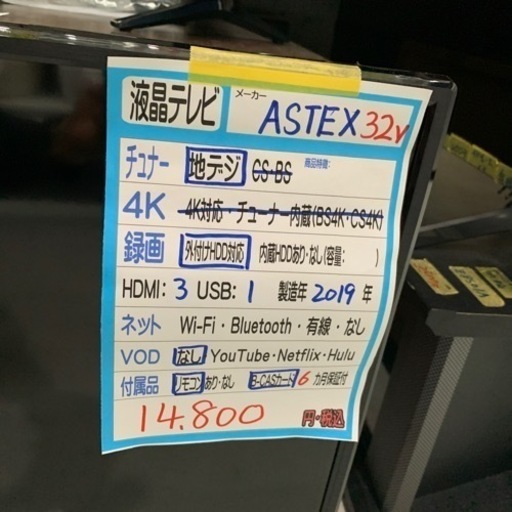 液晶テレビ
メーカー
ASTEX 32v
チュナー 地デジ CS・BS 商品特徴:
4K 4K対応・チューナー内蔵(BS4K・CS4K)
録画 外付けHDD対応 内蔵HDDあり・なし(容量: )
HDMI: 3 USB: 1 製造年 2019 年
ネット Wi-Fi・Bluetooth・有線・なし
VOD なし YouTube・Netflix・Hulu
付属品 リモコンあり・なし B-CASカード 6 カ月保証付
14.800 円・税込